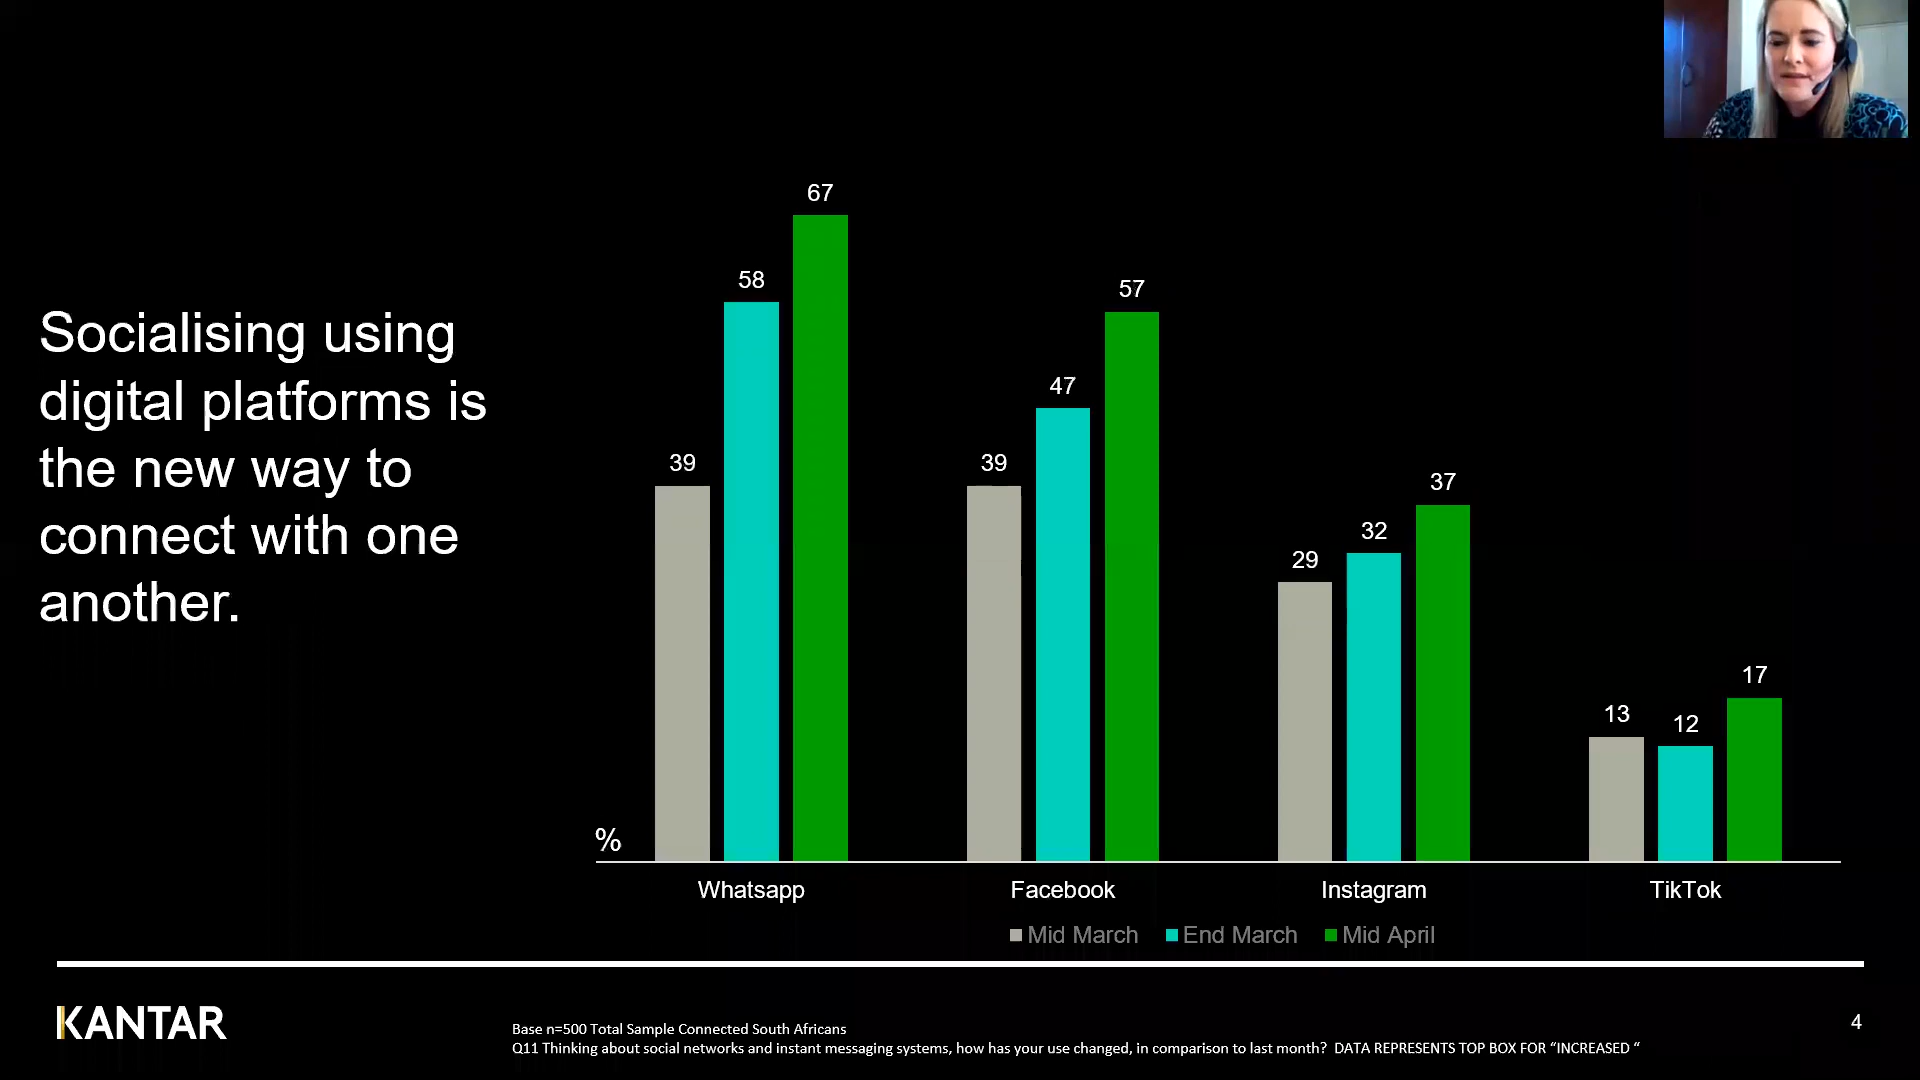 Socialising using
digital platforms is
the new way to
connect with one
another.
67
58
57
47
39
39
37
32
29
17
13
12
%
Whatsapp Facebook Instagram TikTok
Mid March End March Mid April
KANTAR
Base n=500 Total Sample Connected South Africans
Q11 Thinking about social networks and instant messaging systems, how has your use changed, in comparison to last month? DATA REPRESENTS TOP BOX FOR “INCREASED “
4